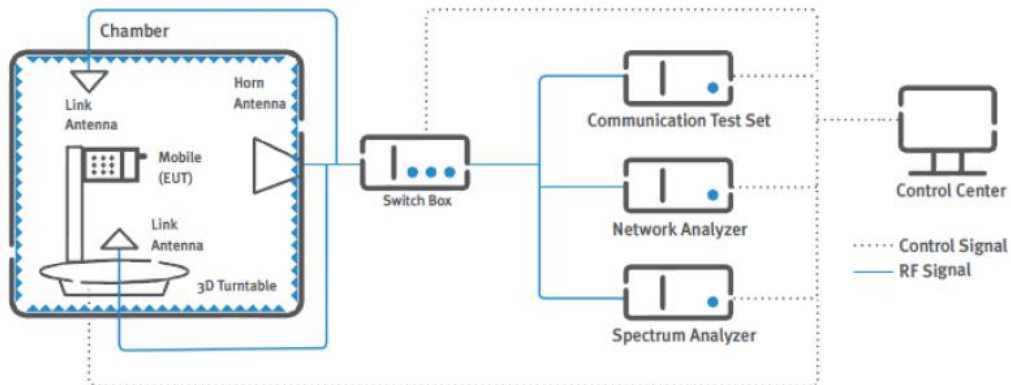 Chamber
Link
Antenna
Horn
Antenna
Mobile
(EUT)
Link
Antenna
3D Turntable
Switch Box
Communication Test Set
Network Analyzer
Spectrum Analyzer
Control Center
Control Signal
RF Signal